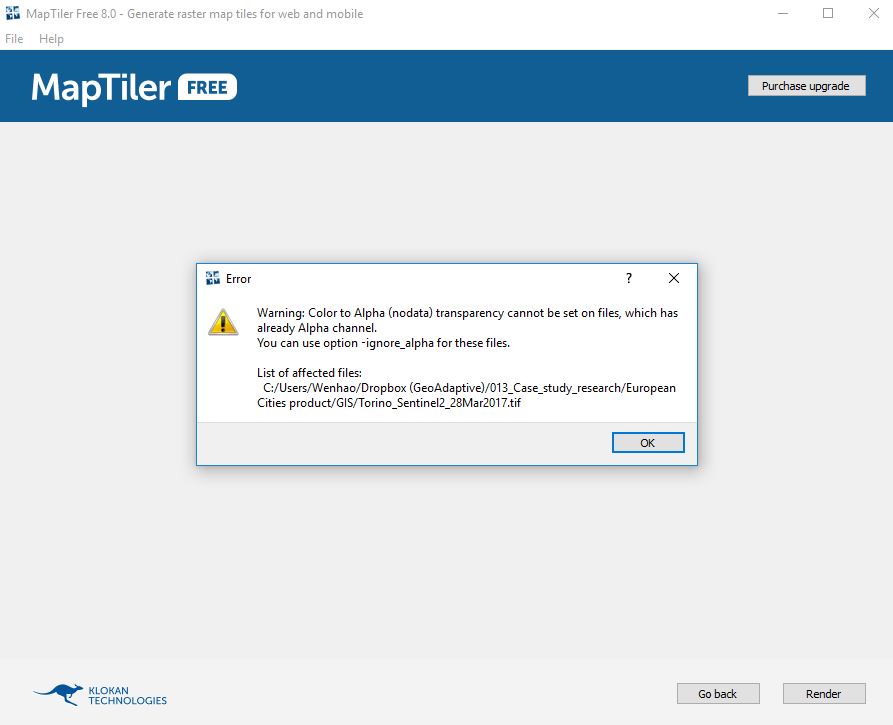 MapTiler Free 8.0 - Generate raster map tiles for web and mobile
File Help
MapTiler FREE
Purchase upgrade
Error
?
Warning: Color to Alpha (nodata) transparency cannot be set on files, which has
already Alpha channel.
You can use option -ignore_alpha for these files.
List of affected files:
C:/Users/Wenhao/Dropbox (GeoAdaptive)/013_Case_study_research/European
Cities product/GIS/Torino_Sentinel2_28Mar2017.tif
OK
KLOKAN
TECHNOLOGIES
Go back
Render